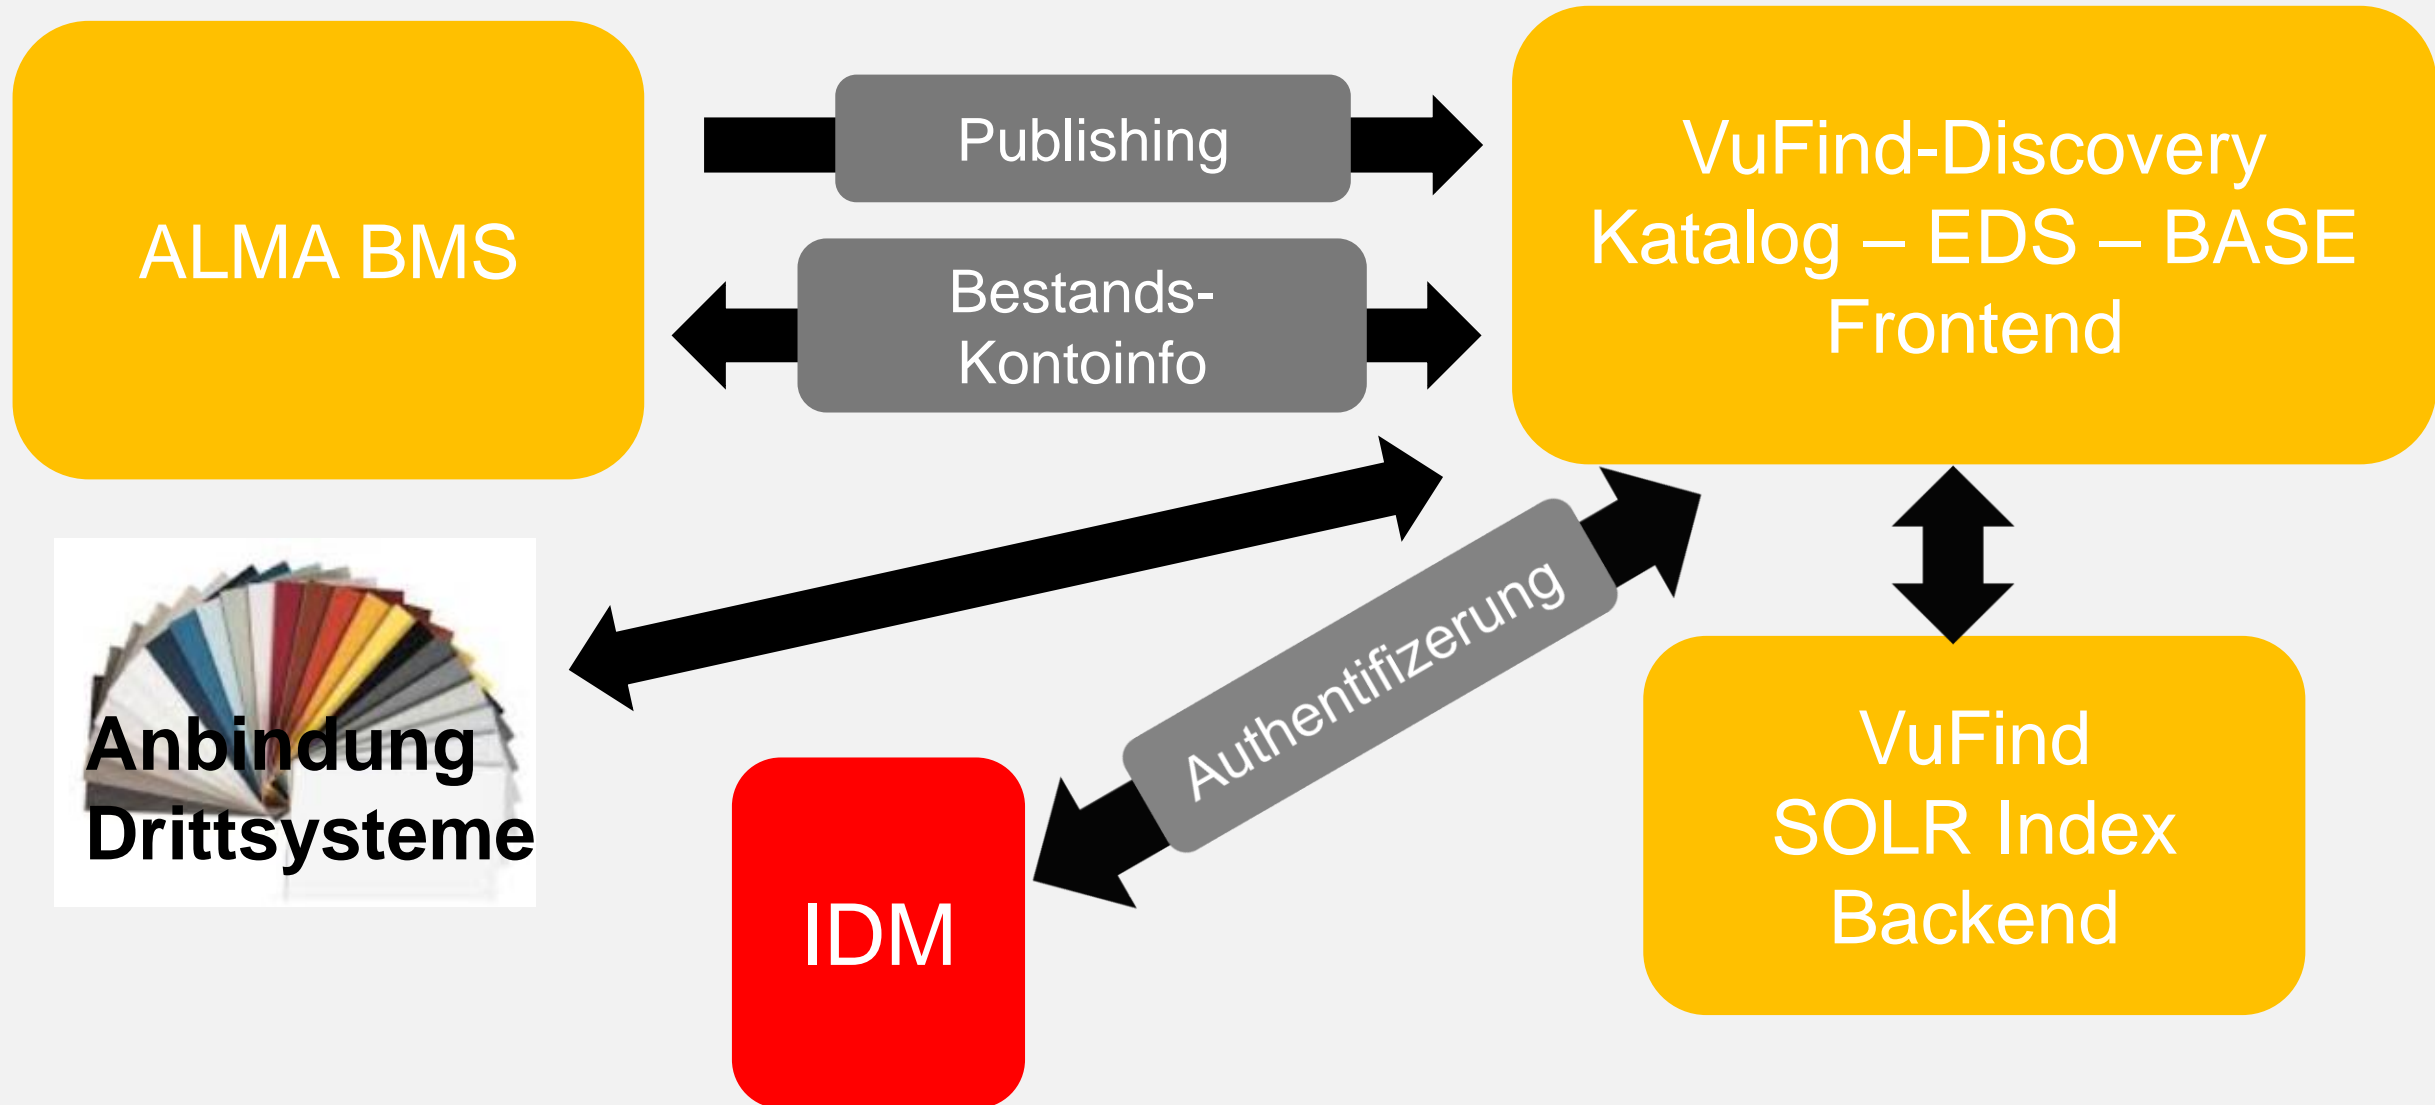 ALMA BMS
Publishing
Bestands-
Kontoinfo
VuFind-Discovery
Katalog – EDS – BASE
Frontend
Anbindung
Drittsysteme
Authentifizerung
IDM
VuFind
SOLR Index
Backend